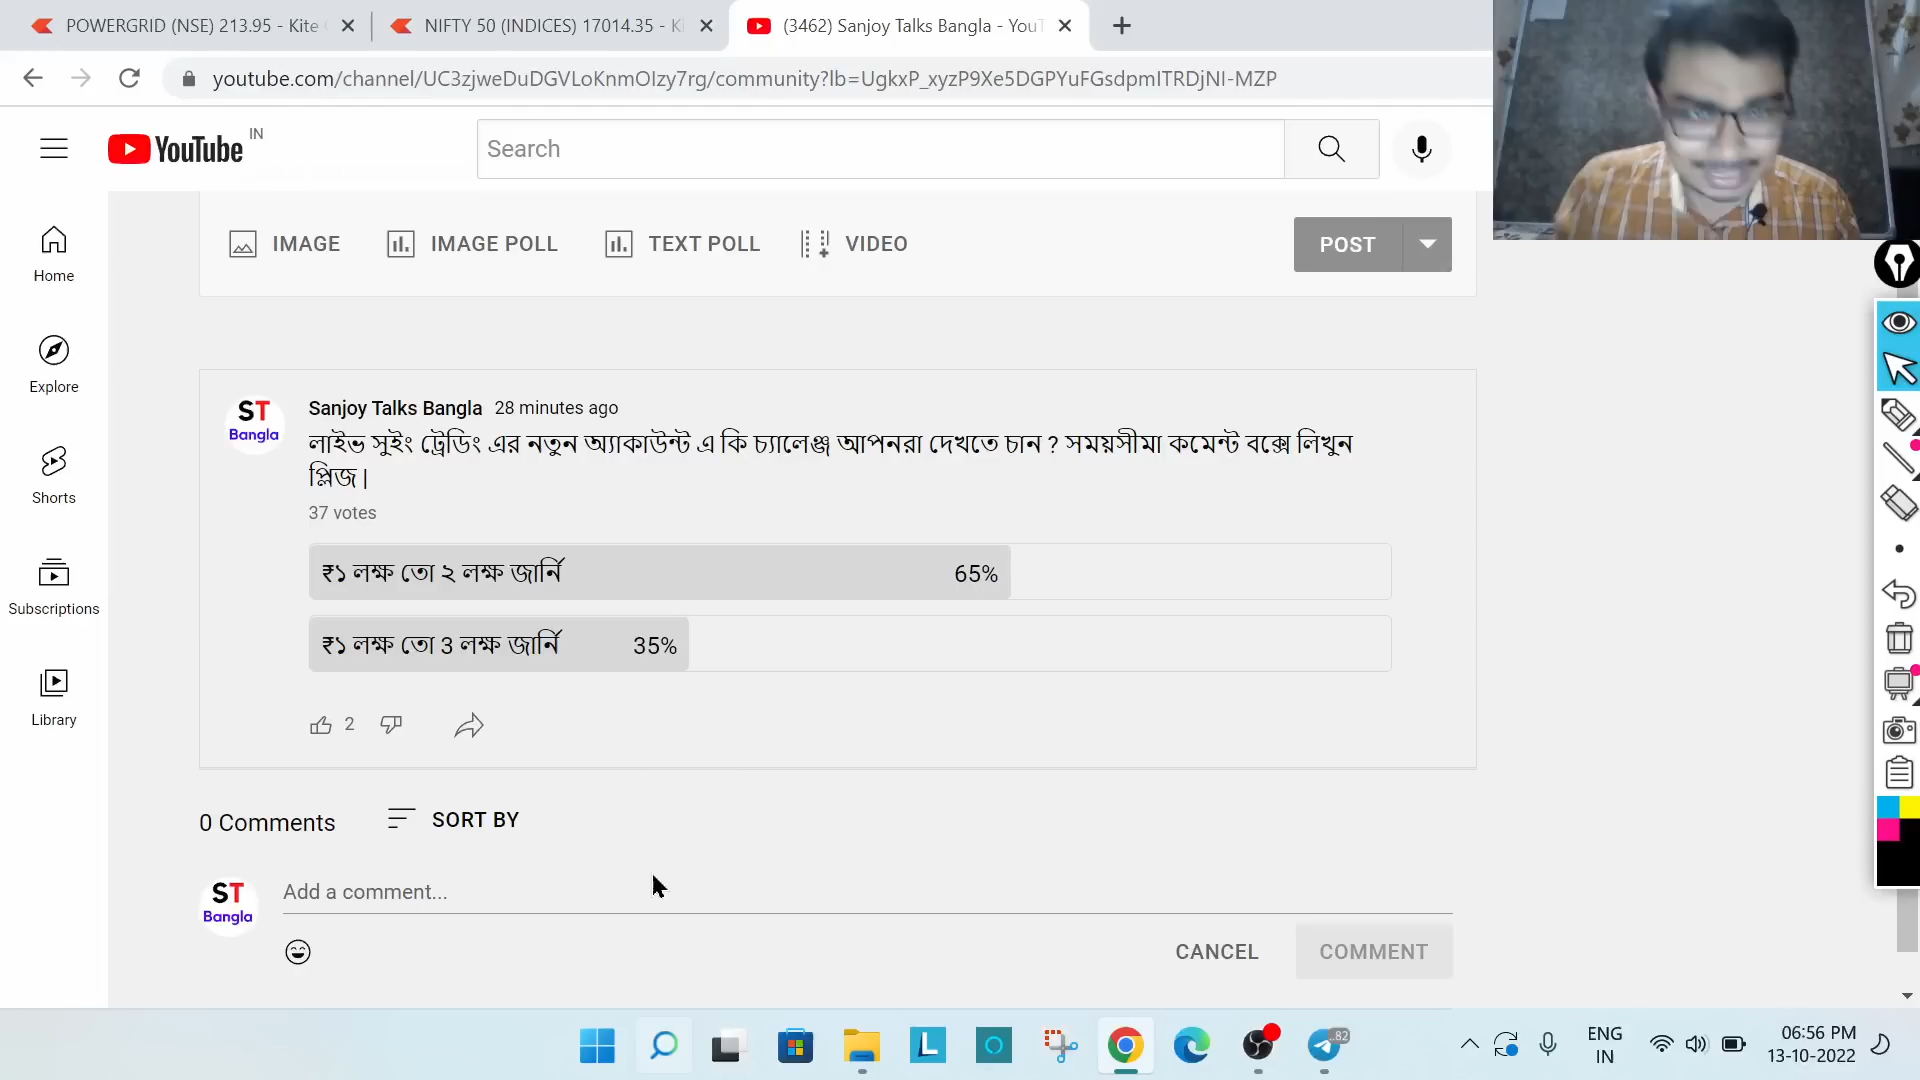 POWERGRID (NSE) 213.95 - Kite
NIFTY 50 (INDICES) 17014.35 - Ki
(3462) Sanjoy Talks Bangla - YouT
youtube.com/channel/UC3zjweDuDGVLoKnmOIzy7rg/community?lb=UgkxP_xyzP9Xe5DGPYuFGsdpmITRDjNI-MZP
YouTube IN
Search
Home
Explore
Shorts
Subscriptions
Library
IMAGE IMAGE POLL TEXT POLL VIDEO POST
ST
Bangla
Sanjoy Talks Bangla 28 minutes ago
লাইভ সুইং ট্রেডিং এর নতুন অ্যাকাউন্ট এ কি চ্যালেঞ্জ আপনরা দেখতে চান ? সময়সীমা কমেন্ট বক্সে লিখুন
প্লিজ |
37 votes
₹১ লক্ষ তো ২ লক্ষ জার্নি 65%
₹১ লক্ষ তো 3 লক্ষ জার্নি 35%
2
0 Comments SORT BY
ST
Bangla
Add a comment...
CANCEL COMMENT
L
82
ENG
IN
06:56 PM
13-10-2022